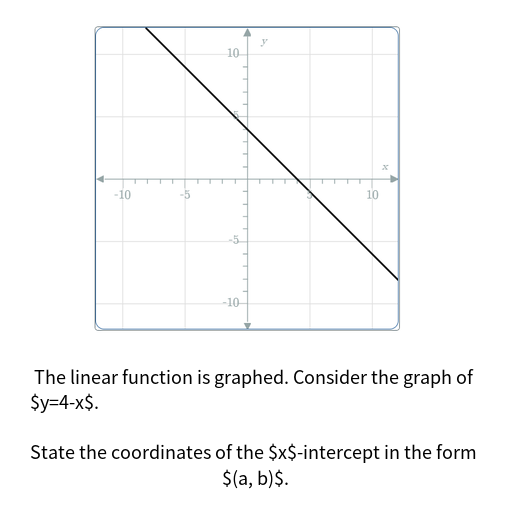 10
y
5
x
-10
-5
5
10
-5
-10
The linear function is graphed. Consider the graph of
$y=4-x$.
State the coordinates of the $x$-intercept in the form
$(a, b)$.